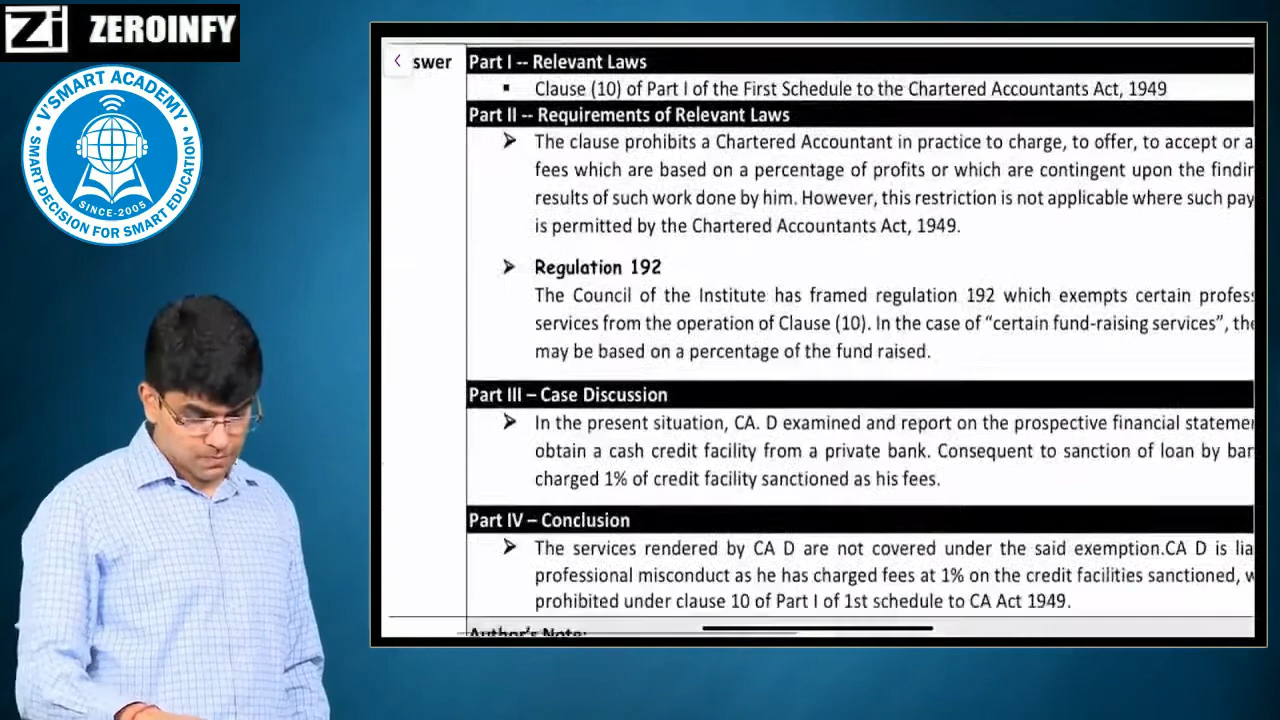 Zi ZEROINFY
V'SMART ACADEMY
SINCE-2005
SMART DECISION FOR SMART EDUCATION
swer
Part I -- Relevant Laws
▪ Clause (10) of Part I of the First Schedule to the Chartered Accountants Act, 1949
Part II -- Requirements of Relevant Laws
➢ The clause prohibits a Chartered Accountant in practice to charge, to offer, to accept or a
fees which are based on a percentage of profits or which are contingent upon the findin
results of such work done by him. However, this restriction is not applicable where such pay
is permitted by the Chartered Accountants Act, 1949.
➢ Regulation 192
The Council of the Institute has framed regulation 192 which exempts certain profes
services from the operation of Clause (10). In the case of “certain fund-raising services”, the
may be based on a percentage of the fund raised.
Part III – Case Discussion
➢ In the present situation, CA. D examined and report on the prospective financial stateme
obtain a cash credit facility from a private bank. Consequent to sanction of loan by ban
charged 1% of credit facility sanctioned as his fees.
Part IV – Conclusion
➢ The services rendered by CA D are not covered under the said exemption.CA D is lia
professional misconduct as he has charged fees at 1% on the credit facilities sanctioned, w
prohibited under clause 10 of Part I of 1st schedule to CA Act 1949.
Author's Note: